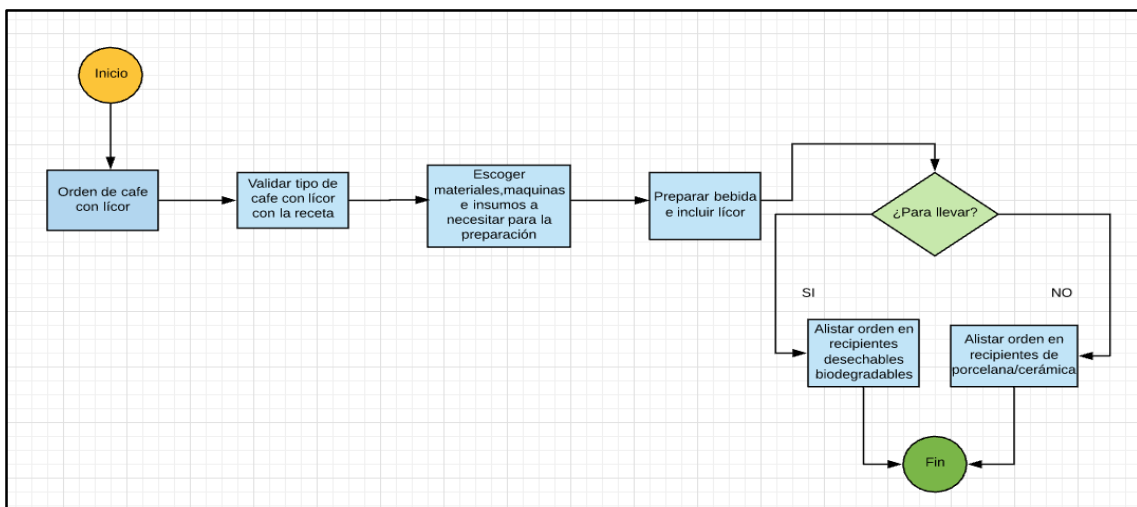 Inicio
Orden de cafe
con lícor
Validar tipo de
cafe con lícor
con la receta
Escoger
materiales,maquinas
e insumos a
necesitar para la
preparación
Preparar bebida
e incluir lícor
¿Para llevar?
SI
NO
Alistar orden en
recipientes
desechables
biodegradables
Alistar orden en
recipientes de
porcelana/cerámica
Fin